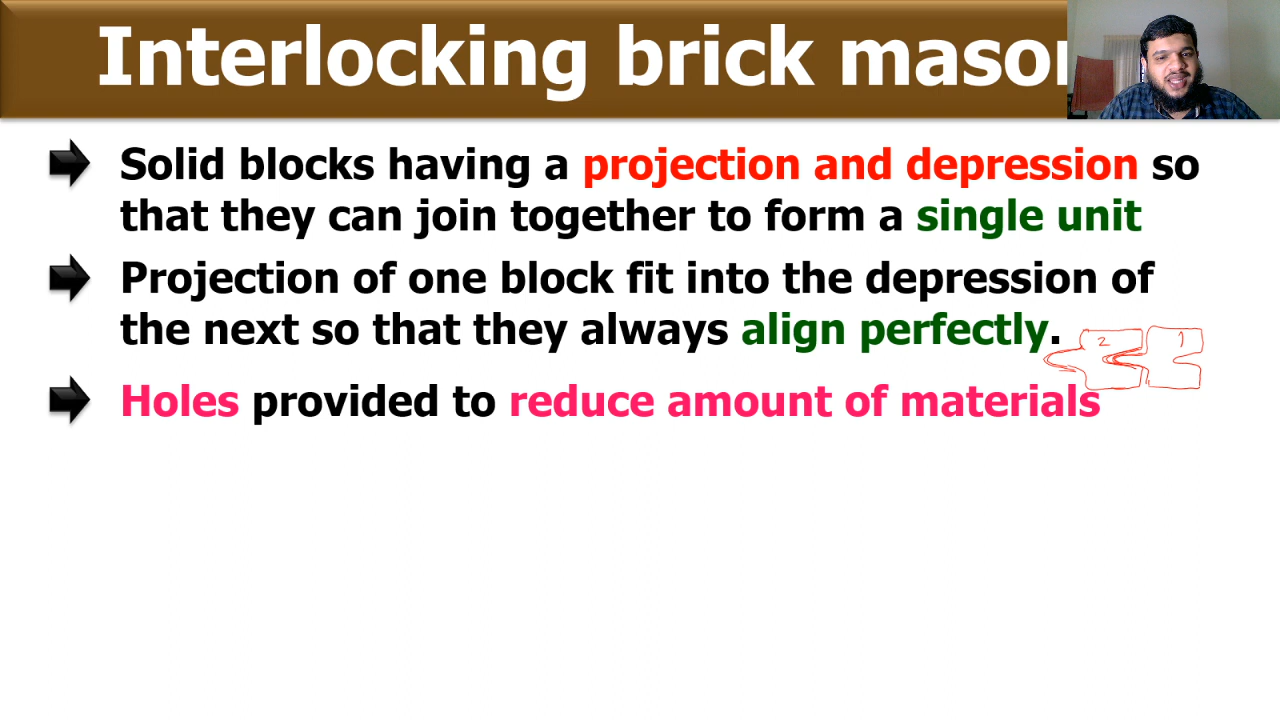 Interlocking brick mason
Solid blocks having a projection and depression so
that they can join together to form a single unit
Projection of one block fit into the depression of
the next so that they always align perfectly.
2 1
Holes provided to reduce amount of materials